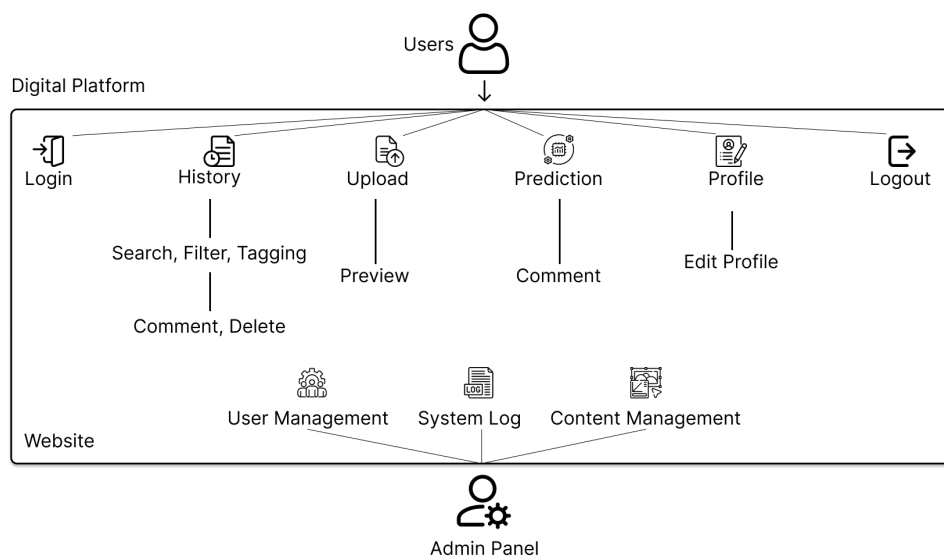 Users
Digital Platform
Login
History
Upload
Prediction
Profile
Logout
Search, Filter, Tagging
Preview
Comment
Edit Profile
Comment, Delete
LOG
User Management
System Log
Content Management
Website
Admin Panel